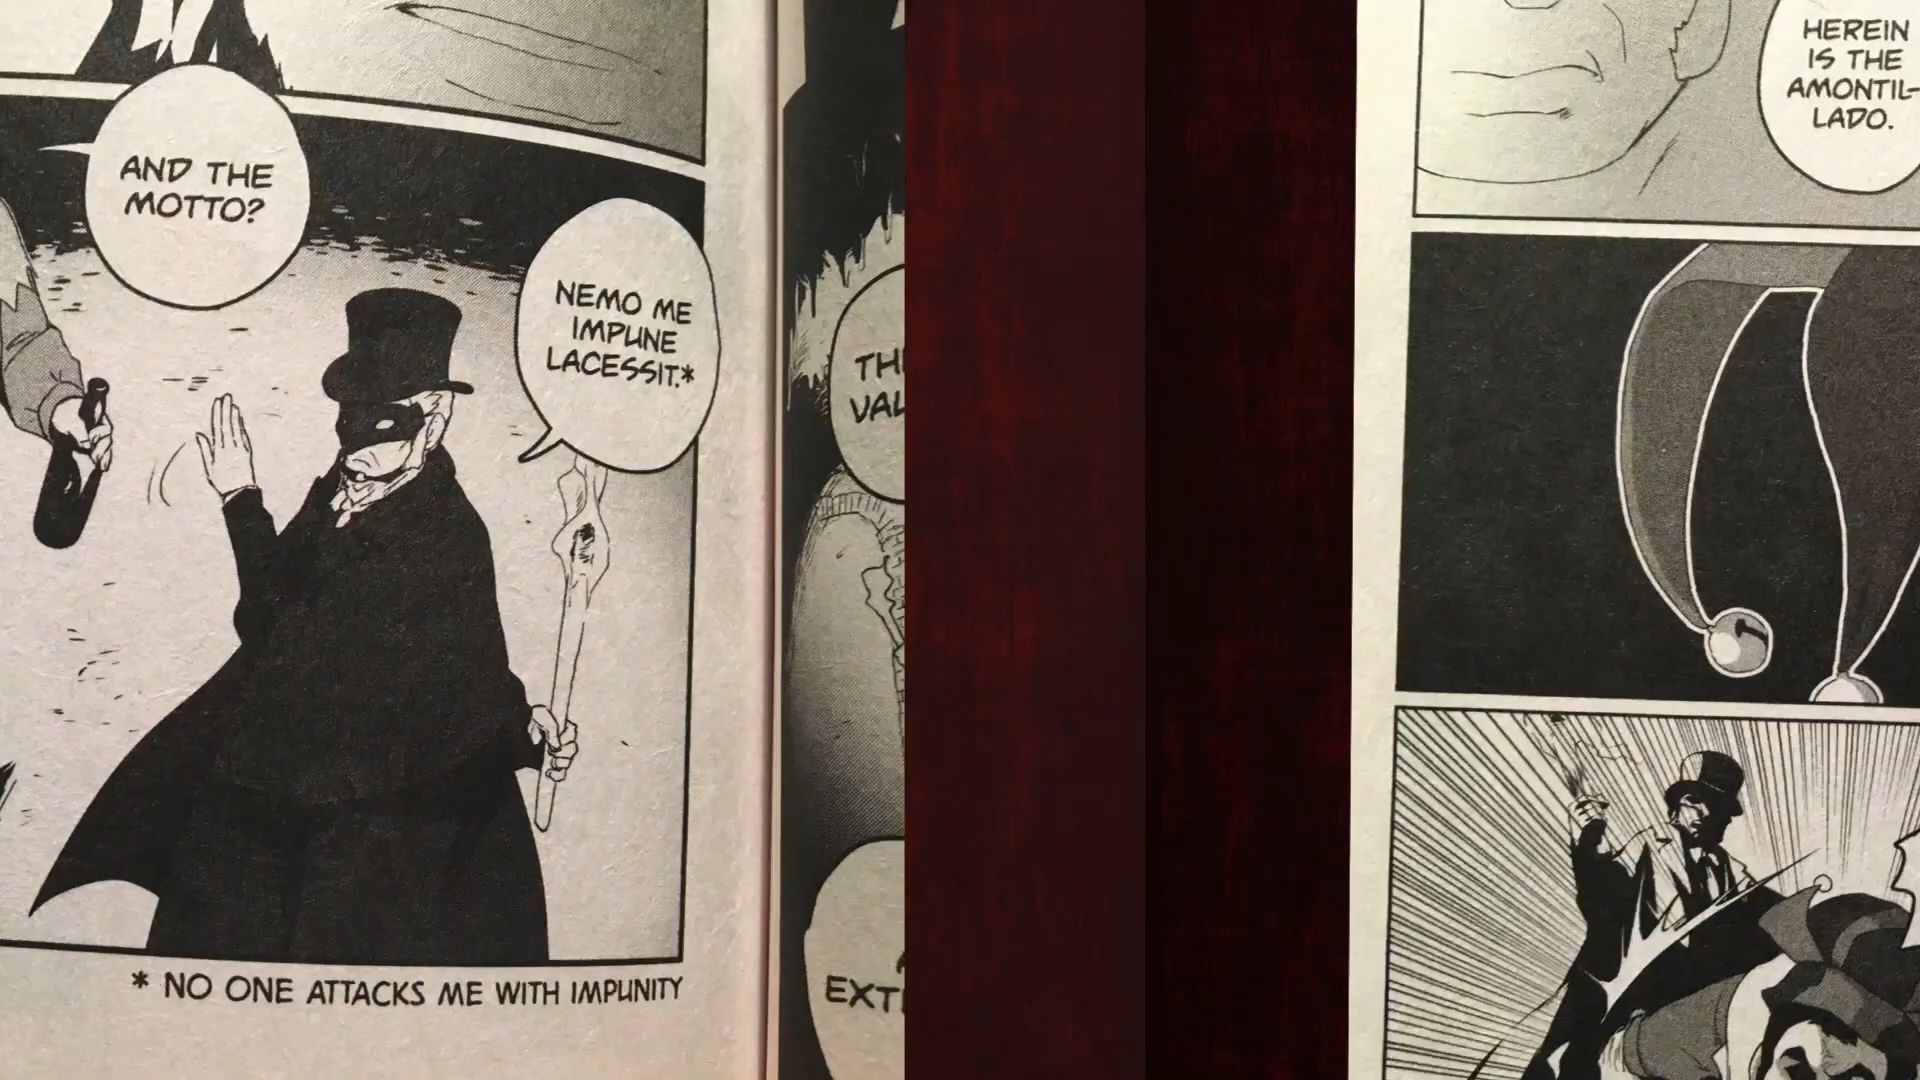 AND THE
MOTTO?
NEMO ME
IMPUNE
LACESSIT.*
* NO ONE ATTACKS ME WITH IMPUNITY
HEREIN
IS THE
AMONTIL-
LADO.